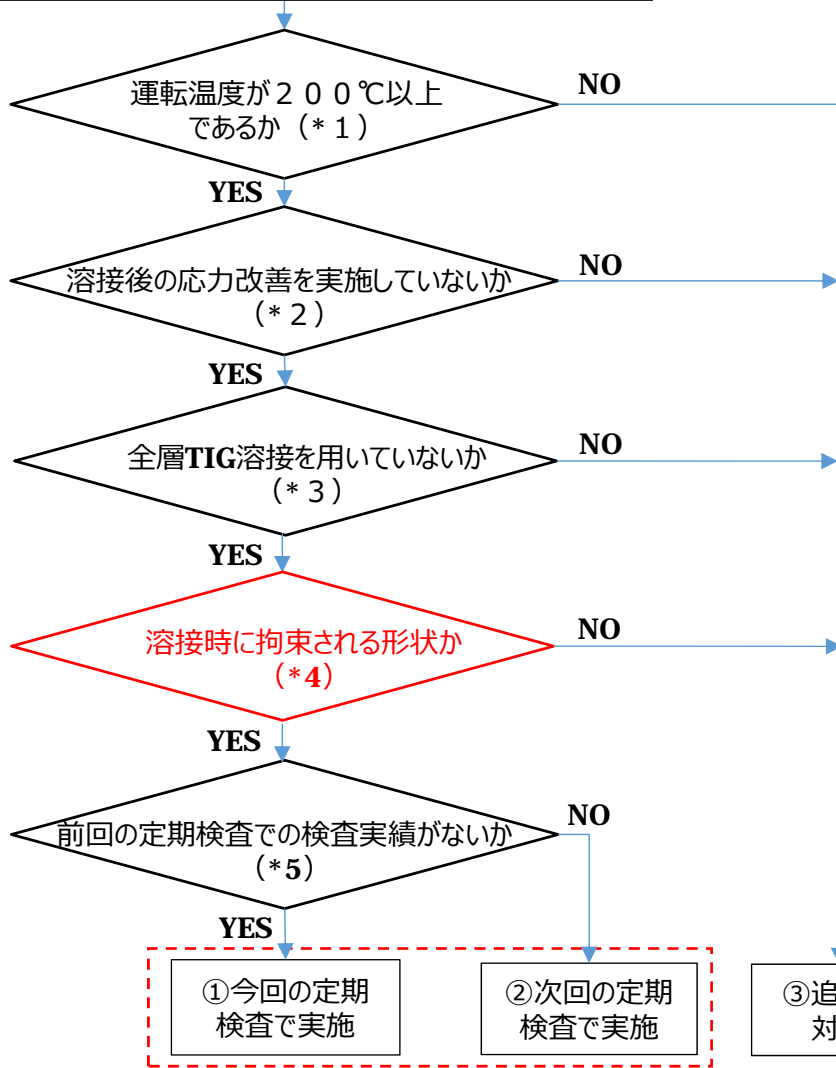 運転温度が２００℃以上
であるか（*１）
NO
YES
溶接後の応力改善を実施していないか
（*２）
NO
YES
全層TIG溶接を用いていないか
（*３）
NO
YES
溶接時に拘束される形状か
（*4）
NO
YES
前回の定期検査での検査実績がないか
（*5）
NO
YES
①今回の定期
検査で実施
②次回の定期
検査で実施
③追
対